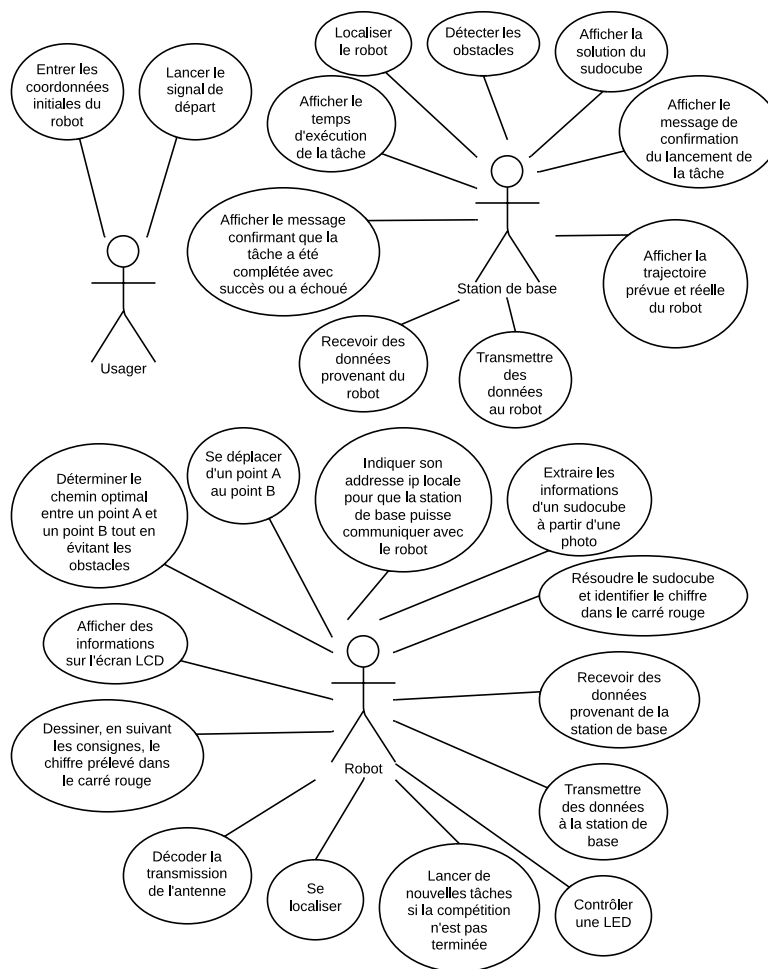 Entrer les
coordonnées
initiales du
robot
Lancer le
signal de
départ
Usager
Localiser
le robot
Détecter les
obstacles
Afficher la
solution du
sudocube
Afficher le
temps
d'exécution
de la tâche
Afficher le
message de
confirmation
du lancement de
la tâche
Afficher le message
confirmant que la
tâche a été
complétée avec
succès ou a échoué
Station de base
Afficher la
trajectoire
prévue et réelle
du robot
Recevoir des
données
provenant du
robot
Transmettre
des
données
au robot
Déterminer le
chemin optimal
entre un point A et
un point B tout en
évitant les
obstacles
Se déplacer
d'un point A
au point B
Indiquer son
addresse ip locale
pour que la station
de base puisse
communiquer avec
le robot
Extraire les
informations
d'un sudocube
à partir d'une
photo
Résoudre le sudocube
et identifier le chiffre
dans le carré rouge
Afficher des
informations
sur l'écran LCD
Recevoir des
données
provenant de la
station de base
Dessiner, en suivant
les consignes, le
chiffre prélevé dans
le carré rouge
Robot
Transmettre
des données
à la station de
base
Décoder la
transmission
de l'antenne
Se
localiser
Lancer de
nouvelles tâches
si la compétition
n'est pas
terminée
Contrôler
une LED